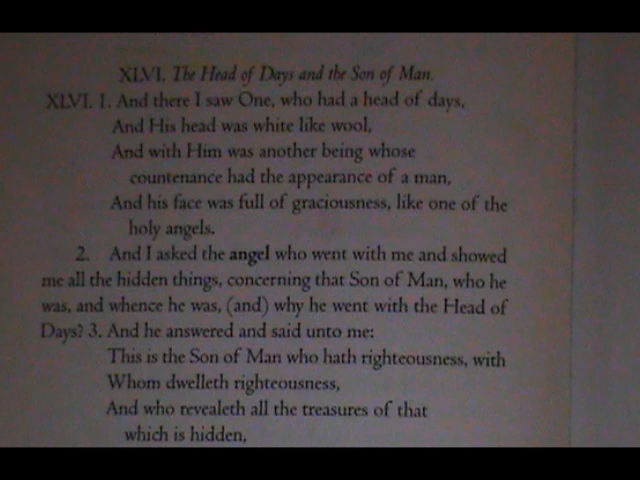 XLVI. The Head of Days and the Son of Man.
XLVI. 1. And there I saw One, who had a head of days,
And His head was white like wool,
And with Him was another being whose
countenance had the appearance of a man,
And his face was full of graciousness, like one of the
holy angels.
2. And I asked the angel who went with me and showed
me all the hidden things, concerning that Son of Man, who he
was, and whence he was, (and) why he went with the Head of
Days? 3. And he answered and said unto me:
This is the Son of Man who hath righteousness, with
Whom dwelleth righteousness,
And who revealeth all the treasures of that
which is hidden,